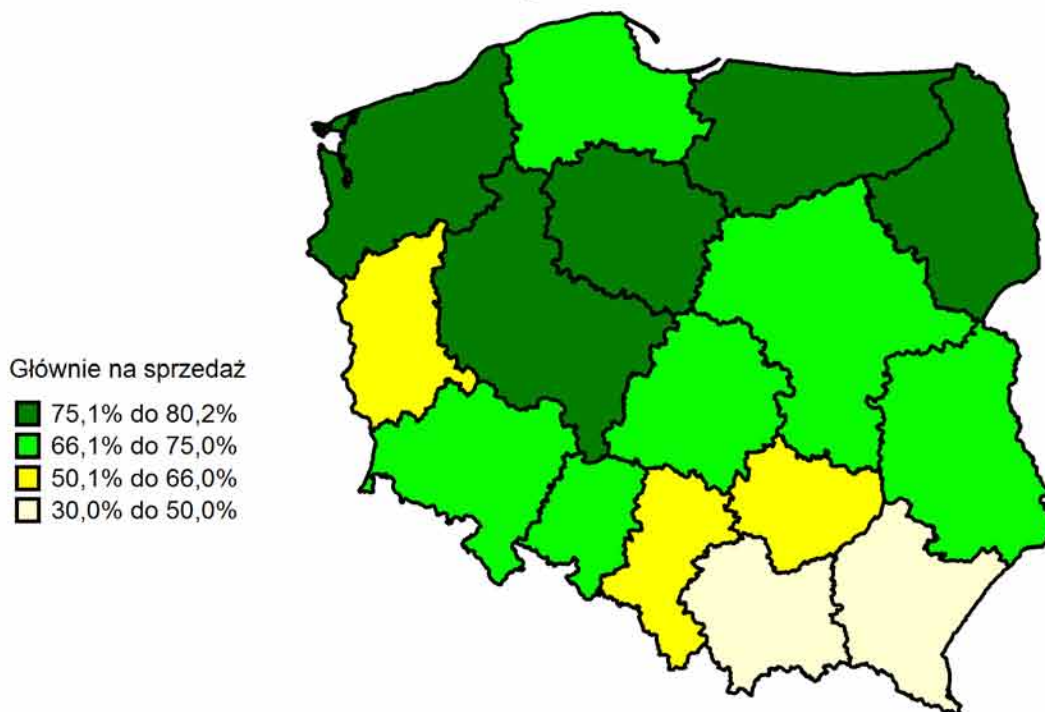 Głównie na sprzedaż
75,1% do 80,2%
66,1% do 75,0%
50,1% do 66,0%
30,0% do 50,0%